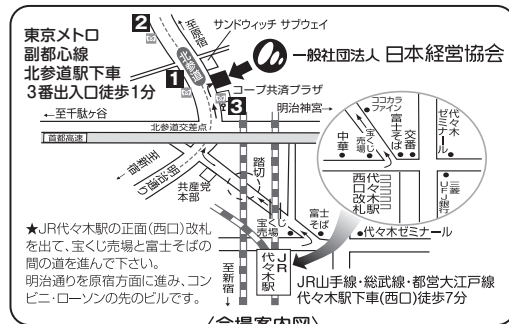 東京メトロ
副都心線
北参道駅下車
3番出入口徒歩1分
2
至原宿
サンドウィッチ サブウェイ
北参道
一般社団法人 日本経営協会
1
3
コープ共済プラザ
明治神宮→
←至千駄ヶ谷
北参道交差点
首都高速
至新宿
明治通り
共産党
本部
踏切
宝くじ
売場
富士
そば
代々木ゼミナール
JR
代々木駅
至新宿
ココカラ
ファイン
中華
宝くじ
売場
富士そば
交番
代々木
ゼミナール
代々木駅
西口改札
三菱
UFJ銀行
★JR代々木駅の正面(西口)改札
を出て、宝くじ売場と富士そばの
間の道を進んで下さい。
明治通りを原宿方面に進み、コン
ビニ・ローソンの先のビルです。
JR山手線・総武線・都営大江戸線
代々木駅下車(西口)徒歩7分
〈会場案内図〉